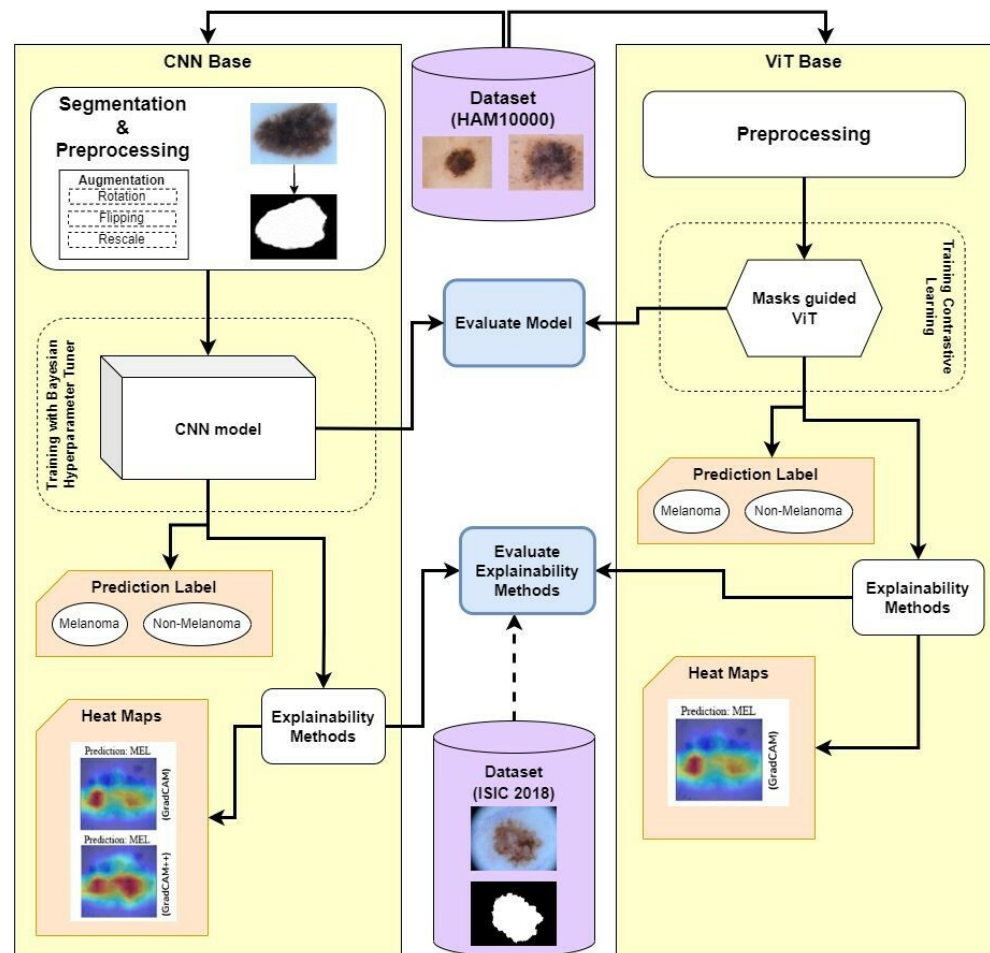 CNN Base
Segmentation
&
Preprocessing
Augmentation
Rotation
Flipping
Rescale
Training with Bayesian
Hyperparameter Tuner
CNN model
Prediction Label
Melanoma
Non-Melanoma
Explainability
Methods
Heat Maps
Prediction: MEL
(GradCAM)
Prediction: MEL
(GradCAM++)
Dataset
(HAM10000)
Evaluate Model
Evaluate
Explainability
Methods
Dataset
(ISIC 2018)
ViT Base
Preprocessing
Masks guided
ViT
Training Contrastive
Learning
Prediction Label
Melanoma
Non-Melanoma
Explainability
Methods
Heat Maps
Prediction: MEL
(GradCAM)